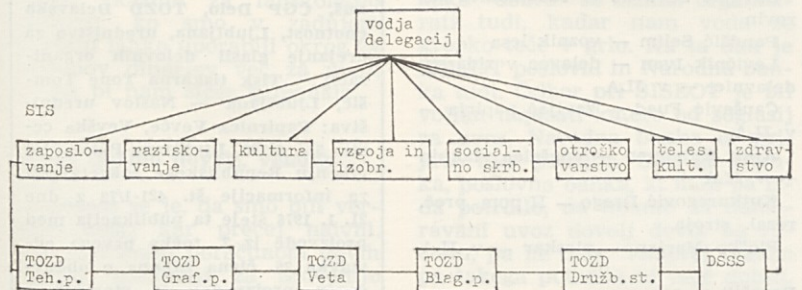 vodja
delegacij
SIS
zaposlo-
vanje
razisko-
vanje
kultura
vzgoja in
izobr.
social-
no skrb.
otroško
varstvo
teles.
kult.
zdrav-
stvo
TOZD
Teh.p.
TOZD
Graf.p.
TOZD
Veta
TOZD
Blag.p.
TOZD
Družb.st.
DSSS